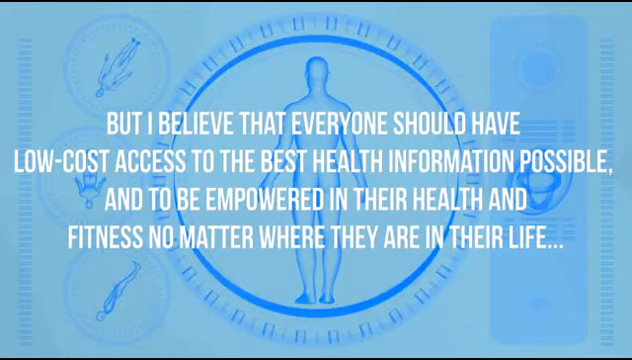 BUT I BELIEVE THAT EVERYONE SHOULD HAVE
LOW-COST ACCESS TO THE BEST HEALTH INFORMATION POSSIBLE,
AND TO BE EMPOWERED IN THEIR HEALTH AND
FITNESS NO MATTER WHERE THEY ARE IN THEIR LIFE...